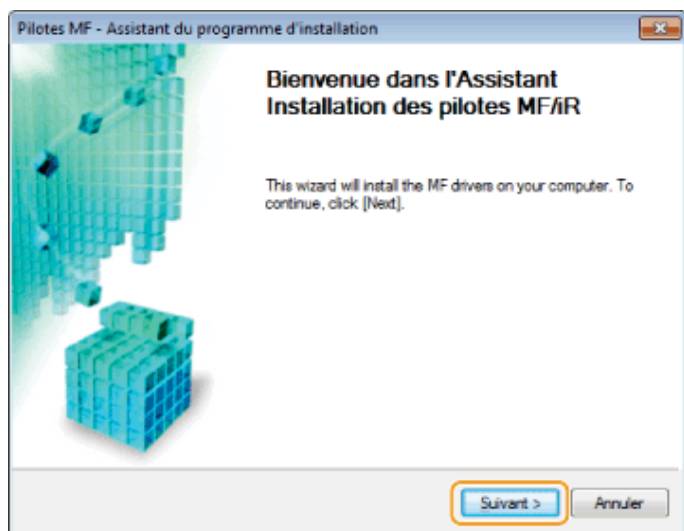 Pilotes MF - Assistant du programme d'installation
Bienvenue dans l'Assistant
Installation des pilotes MF/iR
This wizard will install the MF drivers on your computer. To
continue, click [Next].
Suivant >
Annuler